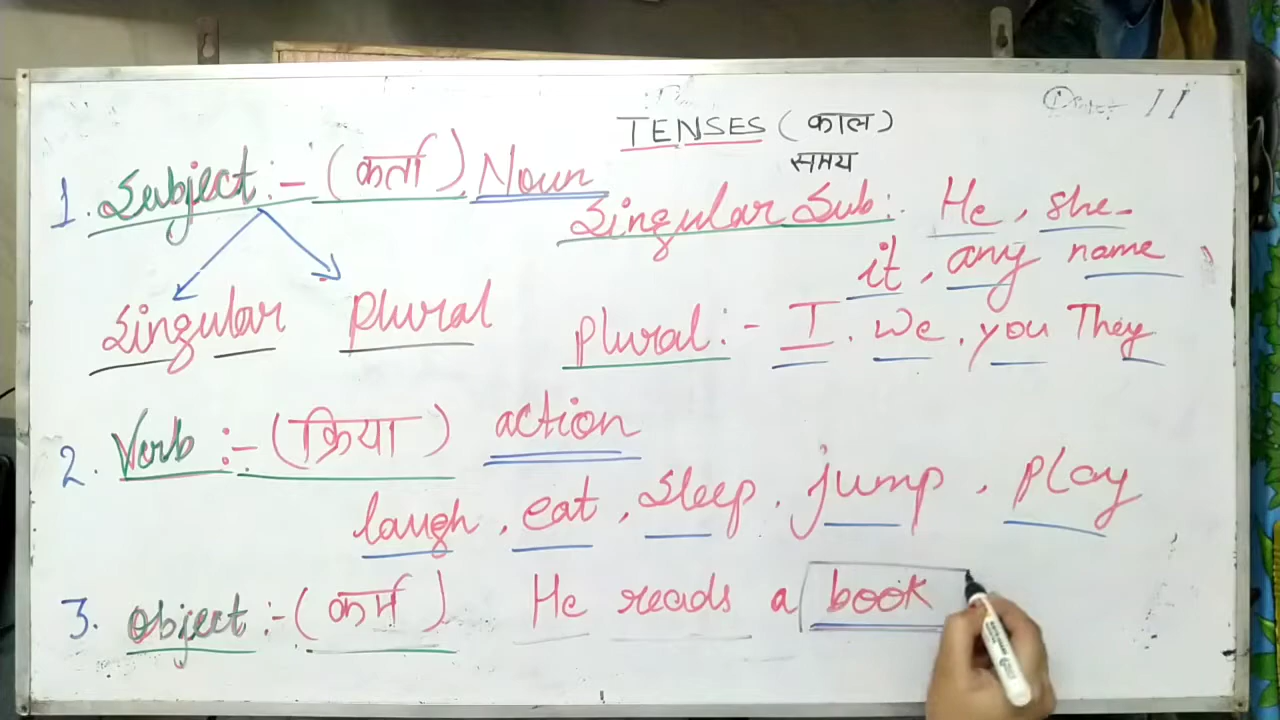 TENSES (काल)
समय
1. Subject :- (कर्ता) Noun
Singular Plural
Singular Sub: He, she
it, any name
Plural :- I. We, you They
2. Verb :- (क्रिया) action
laugh, eat, Sleep, jump, Play
3. Object :- (कर्म) He reads a book